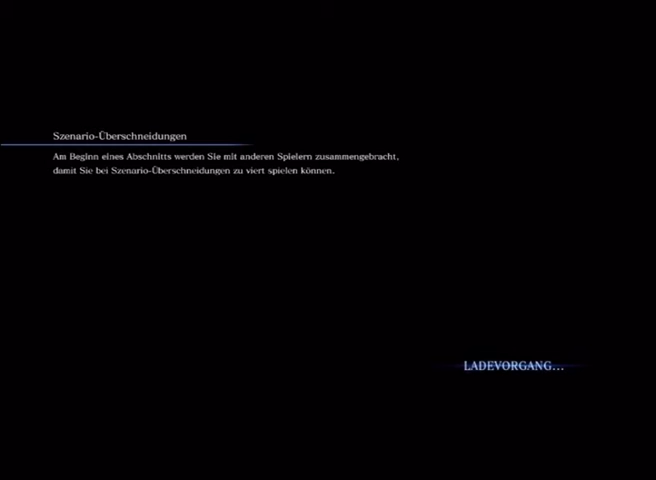 Szenario-Überschneidungen
Am Beginn eines Abschnitts werden Sie mit anderen Spielern zusammengebracht,
damit Sie bei Szenario-Überschneidungen zu viert spielen können.
LADEVORGANG...